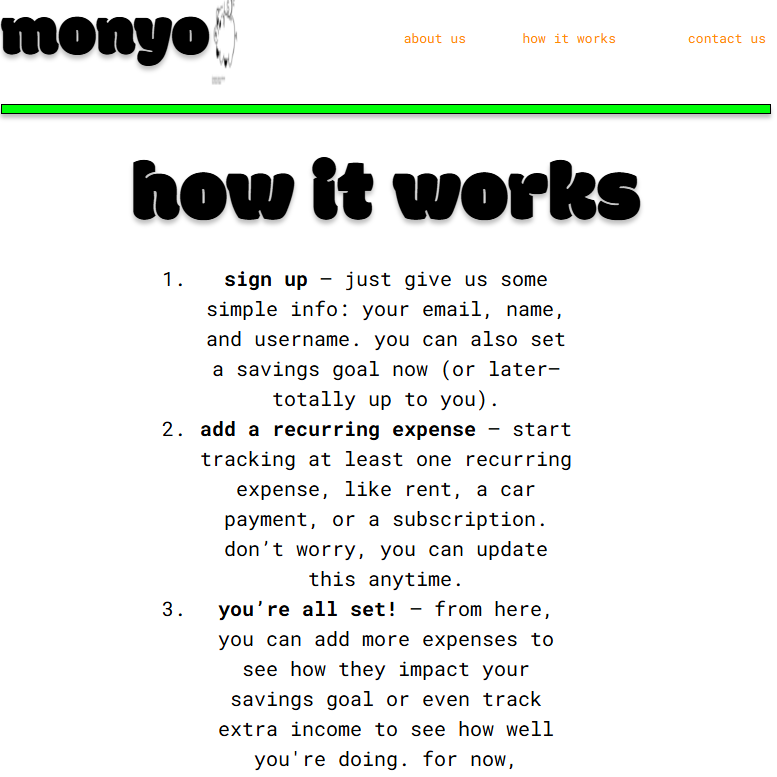 monyo
about us how it works contact us
how it works
1. sign up – just give us some
simple info: your email, name,
and username. you can also set
a savings goal now (or later—
totally up to you).
2. add a recurring expense – start
tracking at least one recurring
expense, like rent, a car
payment, or a subscription.
don’t worry, you can update
this anytime.
3. you’re all set! – from here,
you can add more expenses to
see how they impact your
savings goal or even track
extra income to see how well
you're doing. for now,